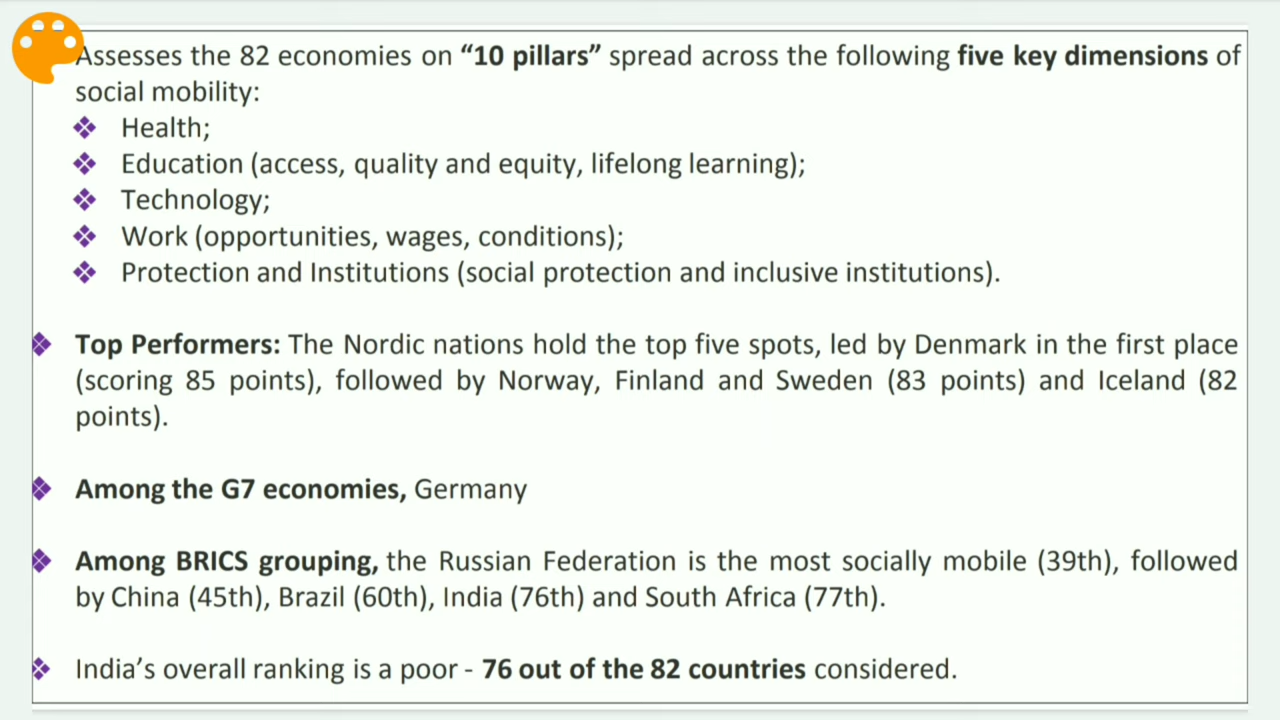 Assesses the 82 economies on “10 pillars” spread across the following five key dimensions of
social mobility:
❖ Health;
❖ Education (access, quality and equity, lifelong learning);
❖ Technology;
❖ Work (opportunities, wages, conditions);
❖ Protection and Institutions (social protection and inclusive institutions).
❖ Top Performers: The Nordic nations hold the top five spots, led by Denmark in the first place
(scoring 85 points), followed by Norway, Finland and Sweden (83 points) and Iceland (82
points).
❖ Among the G7 economies, Germany
❖ Among BRICS grouping, the Russian Federation is the most socially mobile (39th), followed
by China (45th), Brazil (60th), India (76th) and South Africa (77th).
❖ India’s overall ranking is a poor - 76 out of the 82 countries considered.